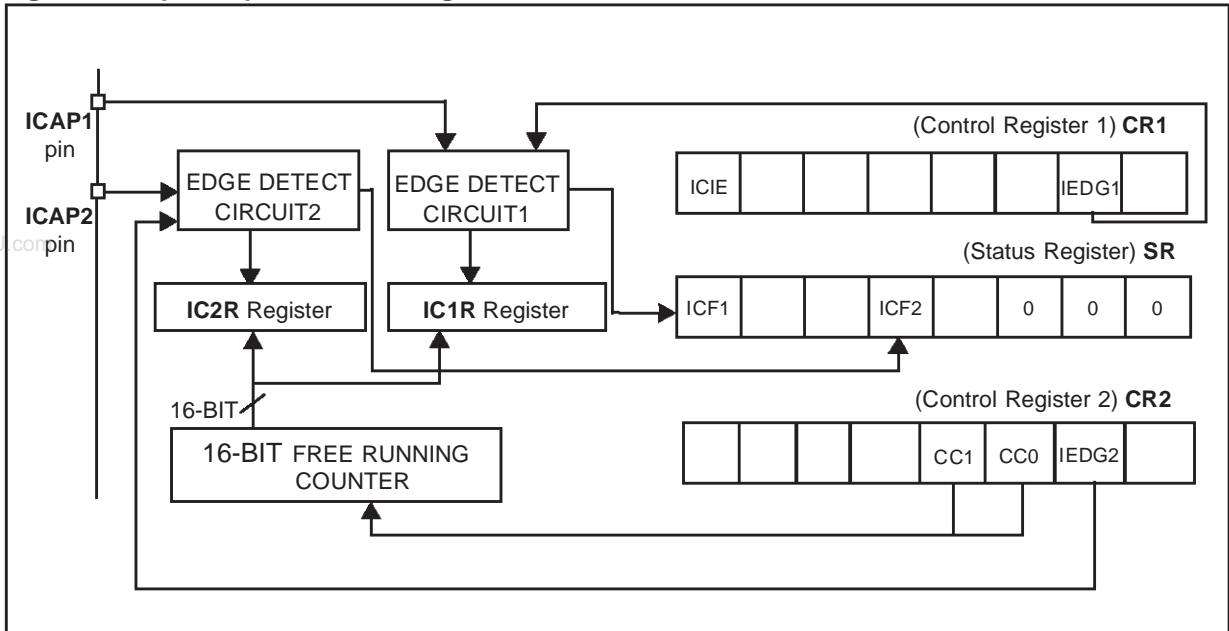 ICAP1
pin
ICAP2
pin
EDGE DETECT
CIRCUIT2
EDGE DETECT
CIRCUIT1
IC2R Register
IC1R Register
16-BIT
16-BIT FREE RUNNING
COUNTER
(Control Register 1) CR1
ICIE IEDG1
(Status Register) SR
ICF1 ICF2 0 0 0
(Control Register 2) CR2
CC1 CC0 IEDG2